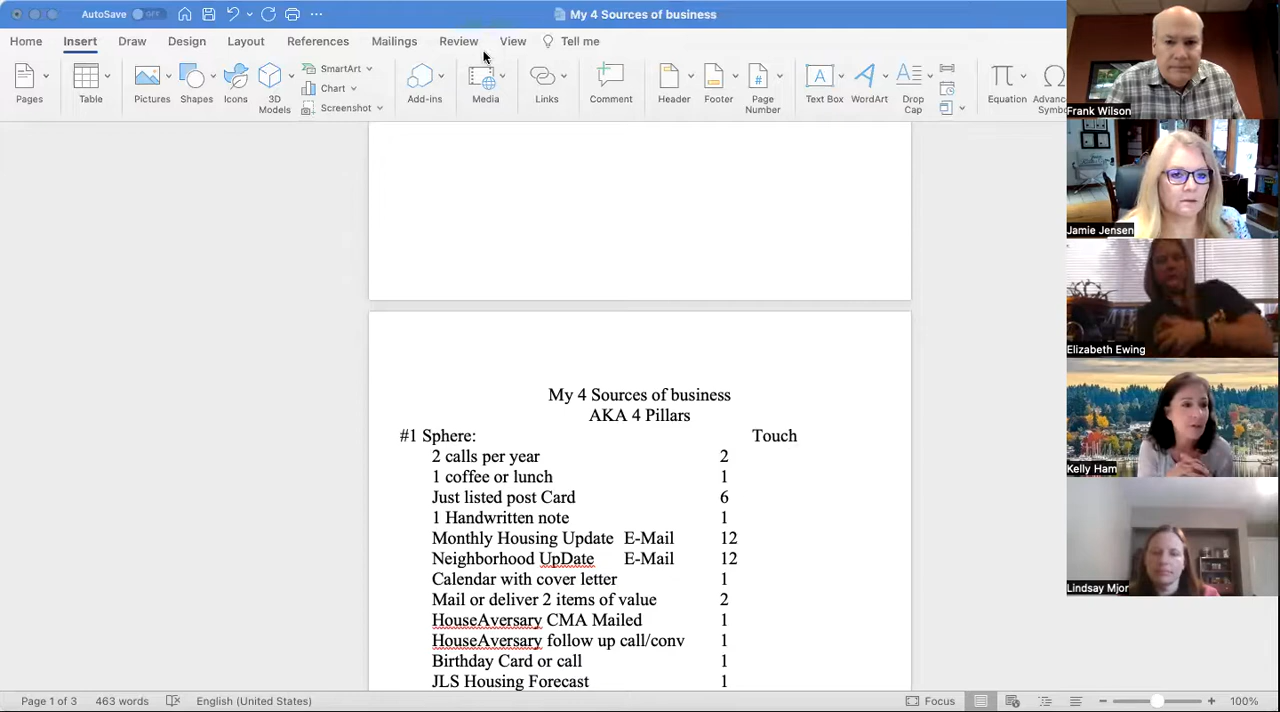 AutoSave OFF
My 4 Sources of business
Home Insert Draw Design Layout References Mailings Review View Tell me
Pages
Table
Pictures
Shapes
Icons
3D Models
SmartArt
Chart
Screenshot
Add-ins
Media
Links
Comment
Header
Footer
Page Number
Text Box
WordArt
Drop Cap
Equation
Advanc
Symb
My 4 Sources of business
AKA 4 Pillars
#1 Sphere: Touch
2 calls per year 2
1 coffee or lunch 1
Just listed post Card 6
1 Handwritten note 1
Monthly Housing Update E-Mail 12
Neighborhood UpDate E-Mail 12
Calendar with cover letter 1
Mail or deliver 2 items of value 2
HouseAversary CMA Mailed 1
HouseAversary follow up call/conv 1
Birthday Card or call 1
JLS Housing Forecast 1
Page 1 of 3 463 words English (United States) Focus 100%
Frank Wilson
Jamie Jensen
Elizabeth Ewing
Kelly Ham
Lindsay Mjor